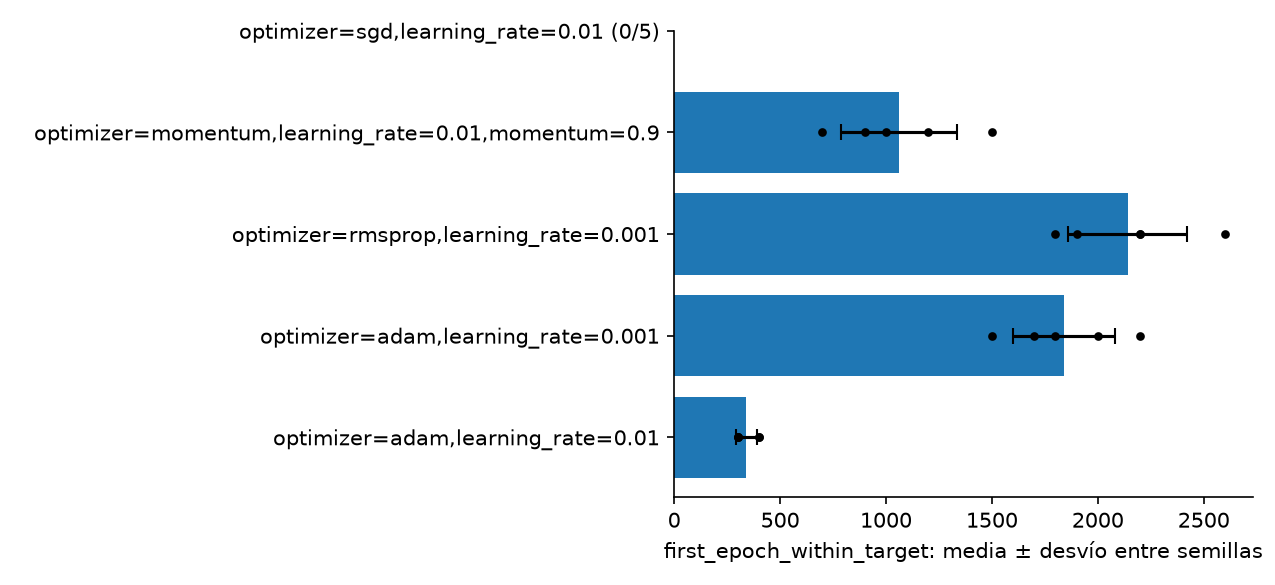 optimizer=sgd,learning_rate=0.01 (0/5)
optimizer=momentum,learning_rate=0.01,momentum=0.9
optimizer=rmsprop,learning_rate=0.001
optimizer=adam,learning_rate=0.001
optimizer=adam,learning_rate=0.01
0 500 1000 1500 2000 2500
first_epoch_within_target: media ± desvío entre semillas